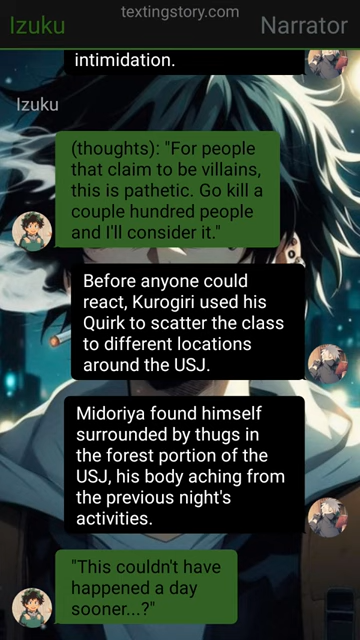 textingstory.com
Izuku
Narrator
intimidation.
Izuku
(thoughts): "For people
that claim to be villains,
this is pathetic. Go kill a
couple hundred people
and I'll consider it."
Before anyone could
react, Kurogiri used his
Quirk to scatter the class
to different locations
around the USJ.
Midoriya found himself
surrounded by thugs in
the forest portion of the
USJ, his body aching from
the previous night's
activities.
"This couldn't have
happened a day
sooner...?"